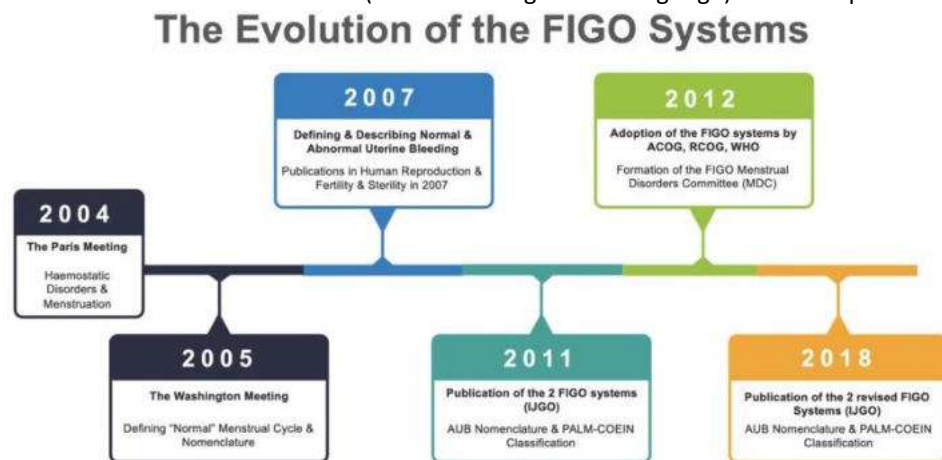 The Evolution of the FIGO Systems
2004
The Paris Meeting
Haemostatic
Disorders &
Menstruation
2005
The Washington Meeting
Defining “Normal” Menstrual Cycle &
Nomenclature
2007
Defining & Describing Normal &
Abnormal Uterine Bleeding
Publications in Human Reproduction &
Fertility & Sterility in 2007
2011
Publication of the 2 FIGO systems
(IJGO)
AUB Nomenclature & PALM-COEIN
Classification
2012
Adoption of the FIGO systems by
ACOG, RCOG, WHO
Formation of the FIGO Menstrual
Disorders Committee (MDC)
2018
Publication of the 2 revised FIGO
Systems (IJGO)
AUB Nomenclature & PALM-COEIN
Classification